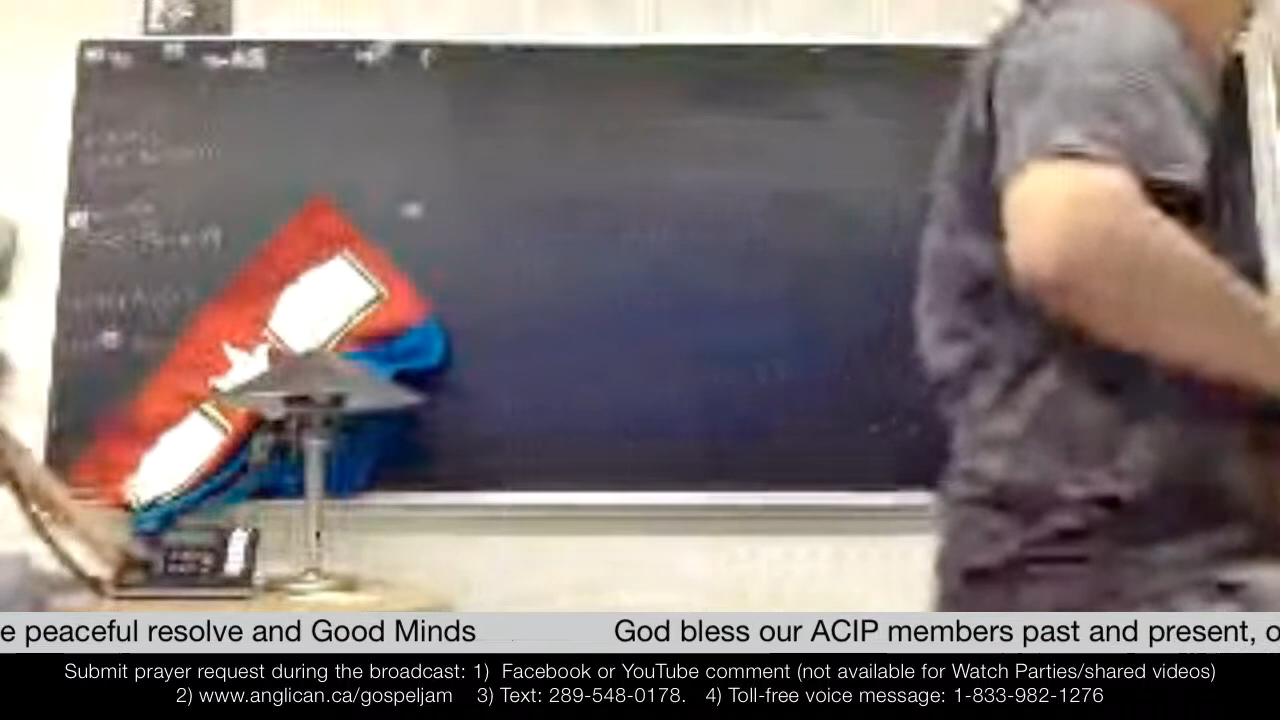 e peaceful resolve and Good Minds God bless our ACIP members past and present, o
Submit prayer request during the broadcast: 1) Facebook or YouTube comment (not available for Watch Parties/shared videos)
2) www.anglican.ca/gospeljam 3) Text: 289-548-0178. 4) Toll-free voice message: 1-833-982-1276